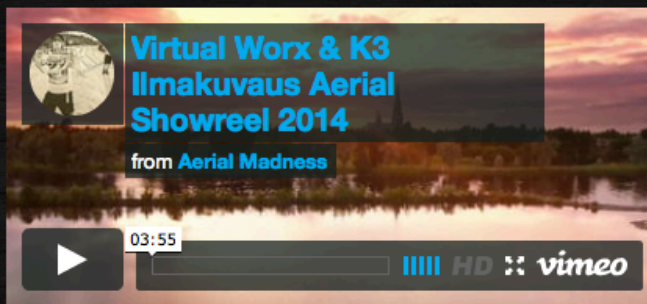 Virtual Worx & K3
Ilmakuvaus Aerial
Showreel 2014
from Aerial Madness
03:55
HD vimeo